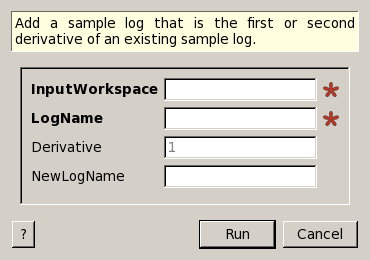 Add a sample log that is the first or second
derivative of an existing sample log.
InputWorkspace
LogName
Derivative 1
NewLogName
? Run Cancel